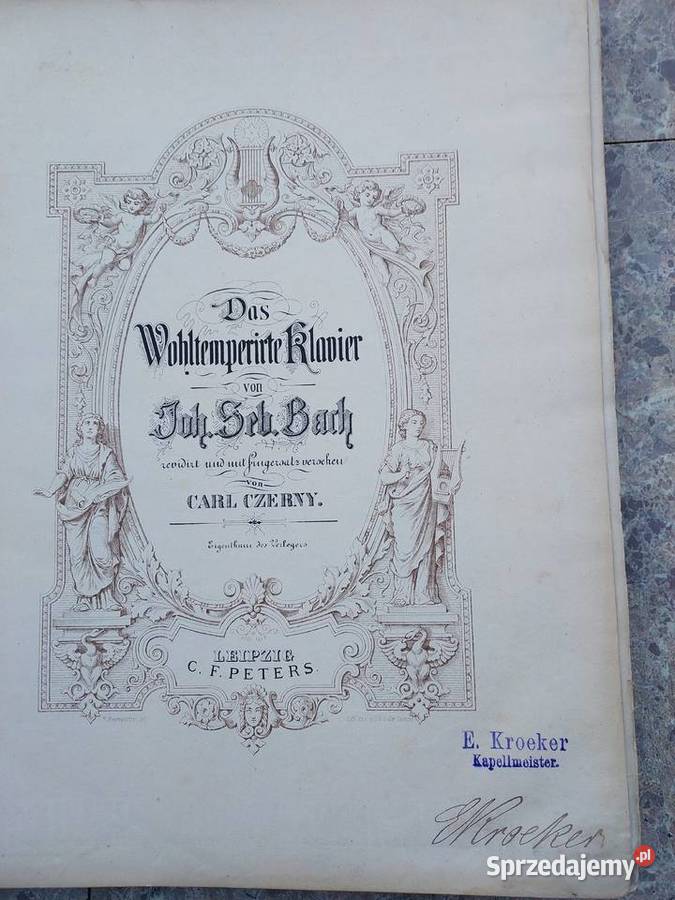 Das
Wohltemperirte Klavier
von
Joh. Seb. Bach
revidirt und mit Fingersatz versehen
von
CARL CZERNY.
Eigenthum des Verlegers
LEIPZIG
C. F. PETERS.
E. Kroeker
Kapellmeister.
EKroeker
Sprzedajemy.pl